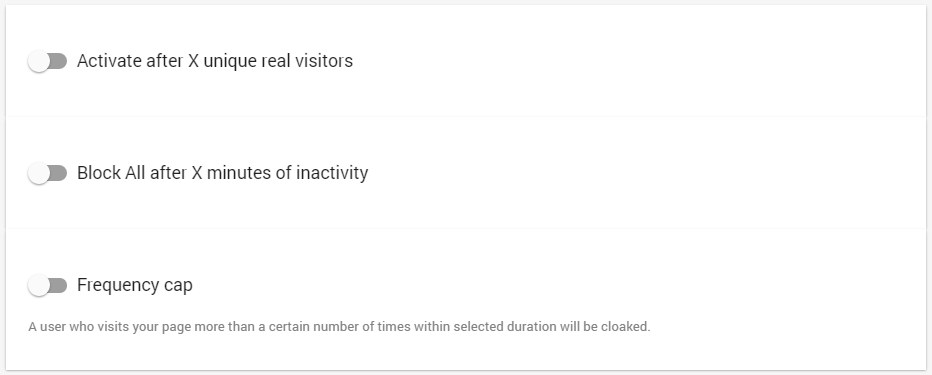 Activate after X unique real visitors
Block All after X minutes of inactivity
Frequency cap
A user who visits your page more than a certain number of times within selected duration will be cloaked.